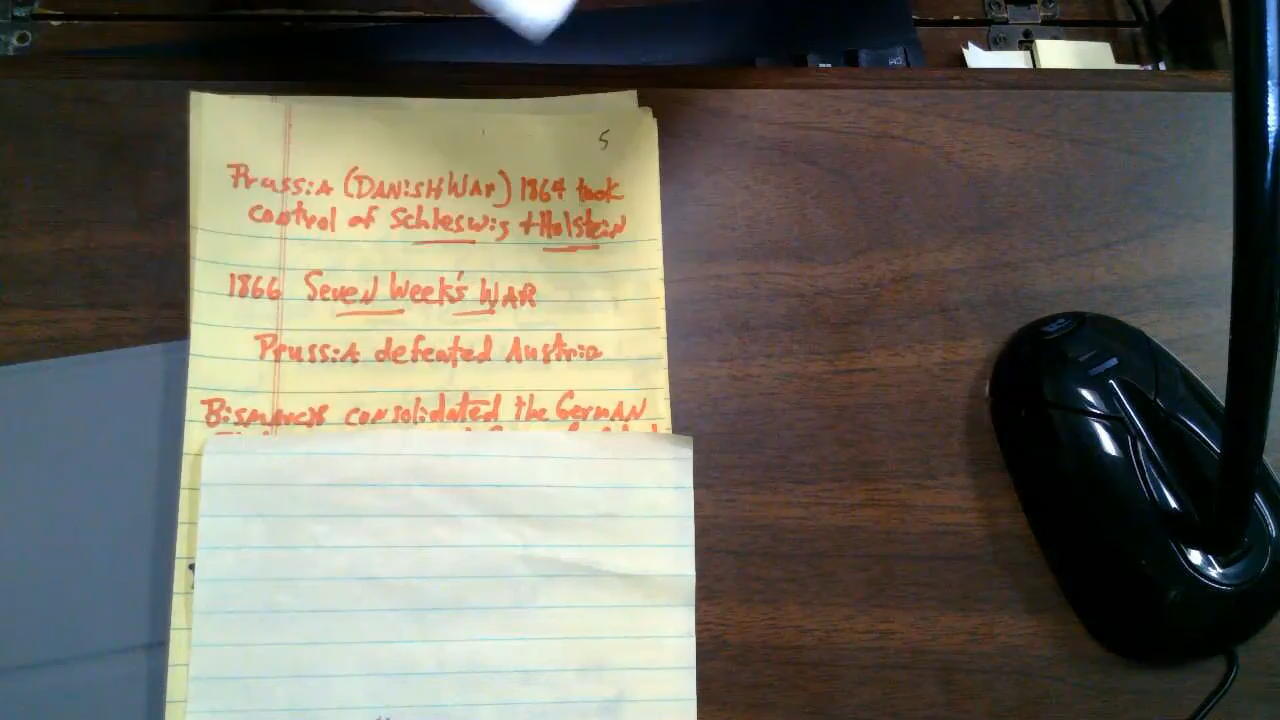 5
Prussia (Danish War) 1864 took
control of Schleswig + Holstein
1866 Seven Week's WAR
Prussia defeated Austria
Bismarck consolidated the German